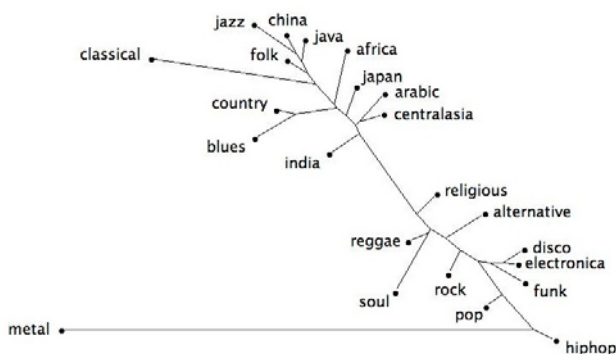 china
jazz
java
africa
classical
folk
japan
arabic
country
centralasia
blues
india
religious
alternative
reggae
disco
electronica
rock
funk
soul
pop
metal
hiphop